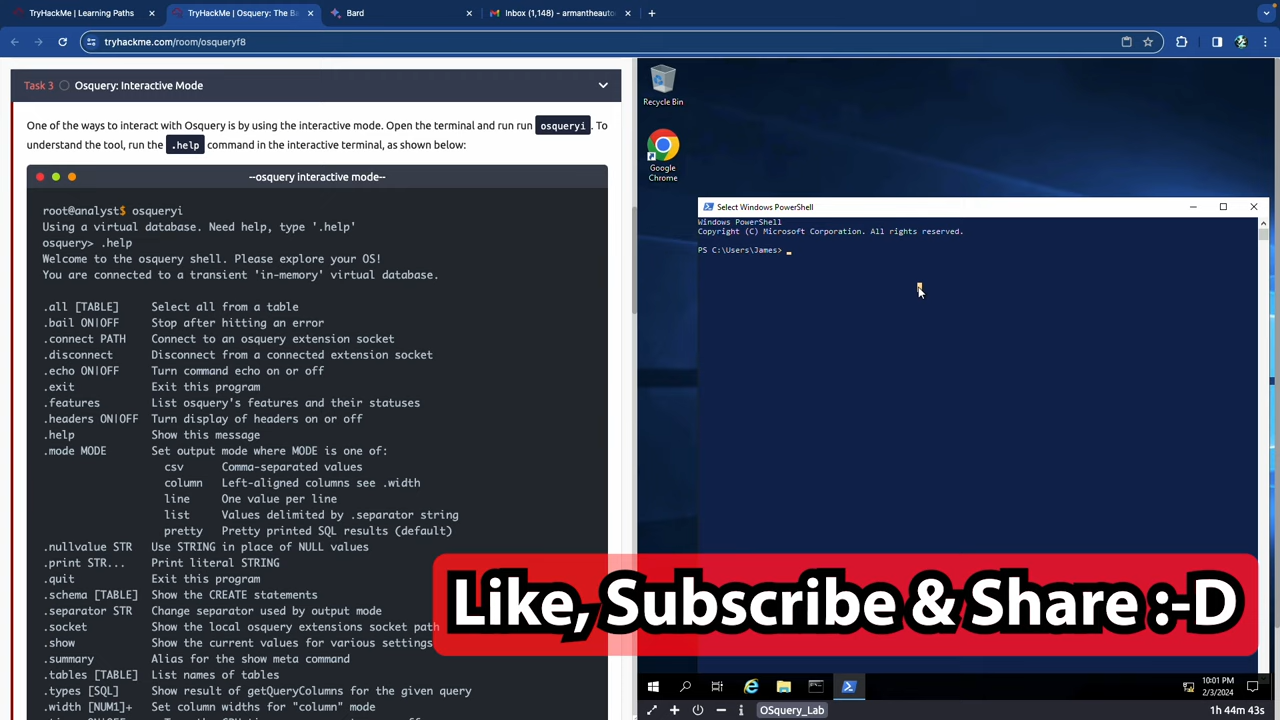 TryHackMe | Learning Paths
TryHackMe | Osquery: The Ba
Bard
Inbox (1,148) - armantheauto
tryhackme.com/room/osqueryf8
Task 3 Osquery: Interactive Mode
One of the ways to interact with Osquery is by using the interactive mode. Open the terminal and run run osqueryi . To
understand the tool, run the .help command in the interactive terminal, as shown below:
--osquery interactive mode--
root@analyst$ osqueryi
Using a virtual database. Need help, type '.help'
osquery> .help
Welcome to the osquery shell. Please explore your OS!
You are connected to a transient 'in-memory' virtual database.
.all [TABLE] Select all from a table
.bail ON|OFF Stop after hitting an error
.connect PATH Connect to an osquery extension socket
.disconnect Disconnect from a connected extension socket
.echo ON|OFF Turn command echo on or off
.exit Exit this program
.features List osquery's features and their statuses
.headers ON|OFF Turn display of headers on or off
.help Show this message
.mode MODE Set output mode where MODE is one of:
csv Comma-separated values
column Left-aligned columns see .width
line One value per line
list Values delimited by .separator string
pretty Pretty printed SQL results (default)
.nullvalue STR Use STRING in place of NULL values
.print STR... Print literal STRING
.quit Exit this program
.schema [TABLE] Show the CREATE statements
.separator STR Change separator used by output mode
.socket Show the local osquery extensions socket path
.show Show the current values for various settings
.summary Alias for the show meta command
.tables [TABLE] List names of tables
.types [SQL] Show result of getQueryColumns for the given query
.width [NUM1]+ Set column widths for "column" mode
Recycle Bin
Google
Chrome
Select Windows PowerShell
Windows PowerShell
Copyright (C) Microsoft Corporation. All rights reserved.
PS C:\Users\James> _
Like, Subscribe & Share :-D
10:01 PM
2/3/2024
OSquery_Lab
1h 44m 43s